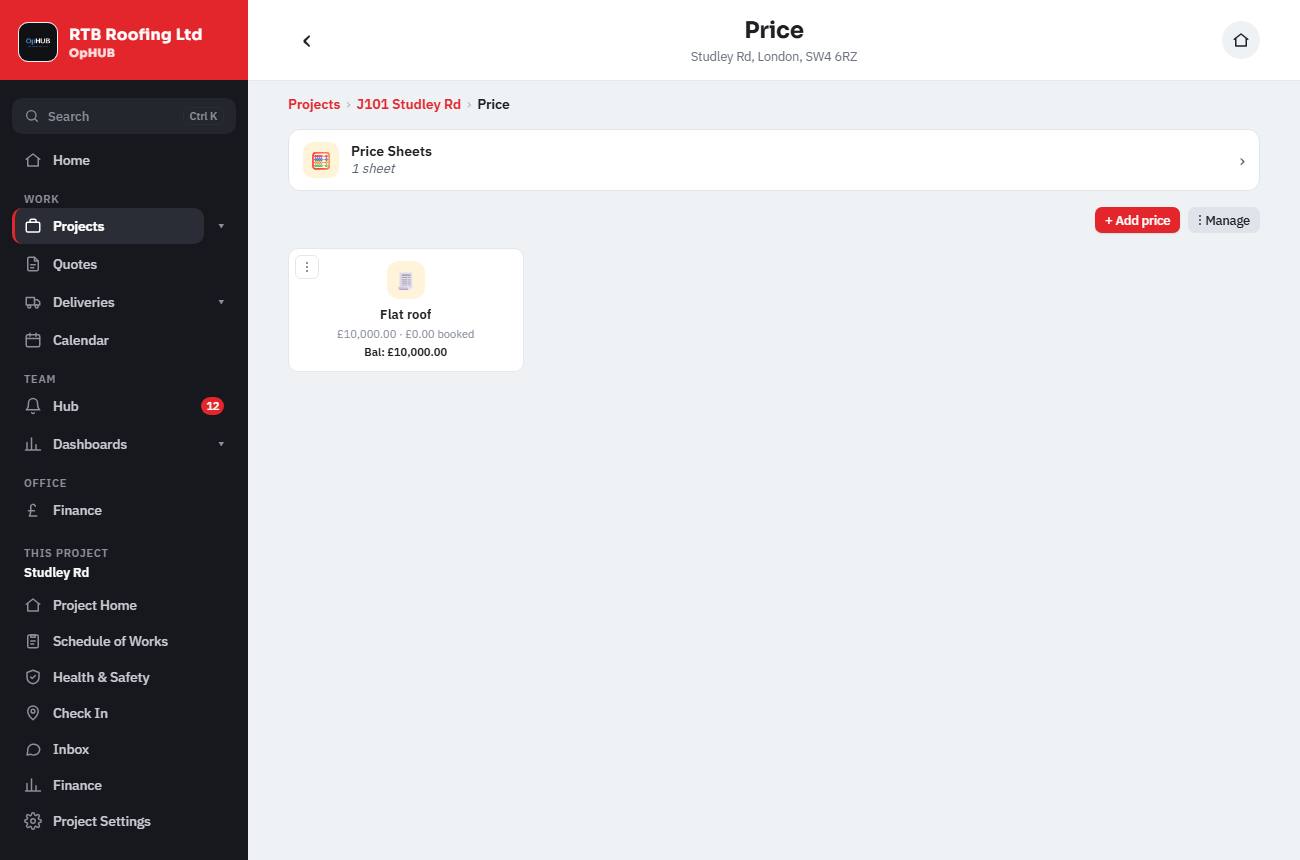 OpHUB
RTB Roofing Ltd
OpHUB
Search
Ctrl K
Home
WORK
Projects
Quotes
Deliveries
Calendar
TEAM
Hub
12
Dashboards
OFFICE
Finance
THIS PROJECT
Studley Rd
Project Home
Schedule of Works
Health & Safety
Check In
Inbox
Finance
Project Settings
Price
Studley Rd, London, SW4 6RZ
Projects › J101 Studley Rd › Price
Price Sheets
1 sheet
+ Add price
⋮ Manage
Flat roof
£10,000.00 · £0.00 booked
Bal: £10,000.00